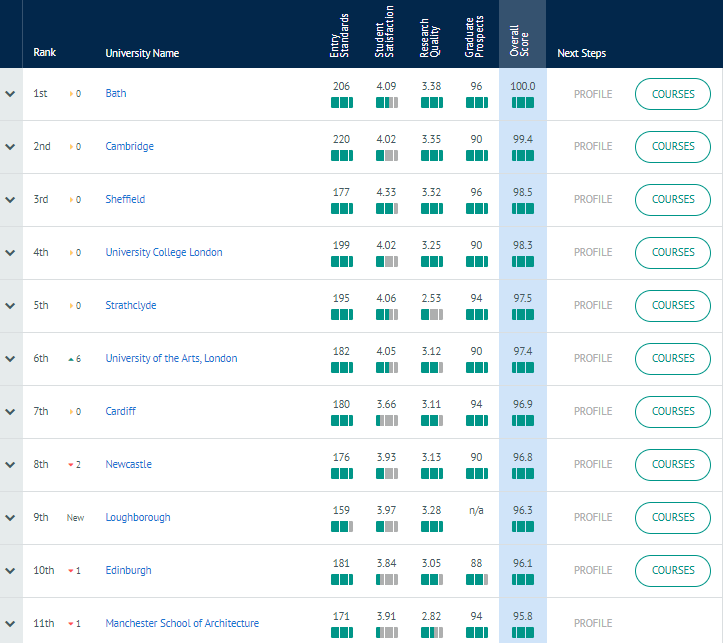 Rank University Name Entry Standards Student Satisfaction Research Quality Graduate Prospects Overall Score Next Steps
1st 0 Bath 206 4.09 3.38 96 100.0 PROFILE COURSES
2nd 0 Cambridge 220 4.02 3.35 90 99.4 PROFILE COURSES
3rd 0 Sheffield 177 4.33 3.32 96 98.5 PROFILE COURSES
4th 0 University College London 199 4.02 3.25 90 98.3 PROFILE COURSES
5th 0 Strathclyde 195 4.06 2.53 94 97.5 PROFILE COURSES
6th 6 University of the Arts, London 182 4.05 3.12 90 97.4 PROFILE COURSES
7th 0 Cardiff 180 3.66 3.11 94 96.9 PROFILE COURSES
8th 2 Newcastle 176 3.93 3.13 90 96.8 PROFILE COURSES
9th New Loughborough 159 3.97 3.28 n/a 96.3 PROFILE COURSES
10th 1 Edinburgh 181 3.84 3.05 88 96.1 PROFILE COURSES
11th 1 Manchester School of Architecture 171 3.91 2.82 94 95.8 PROFILE